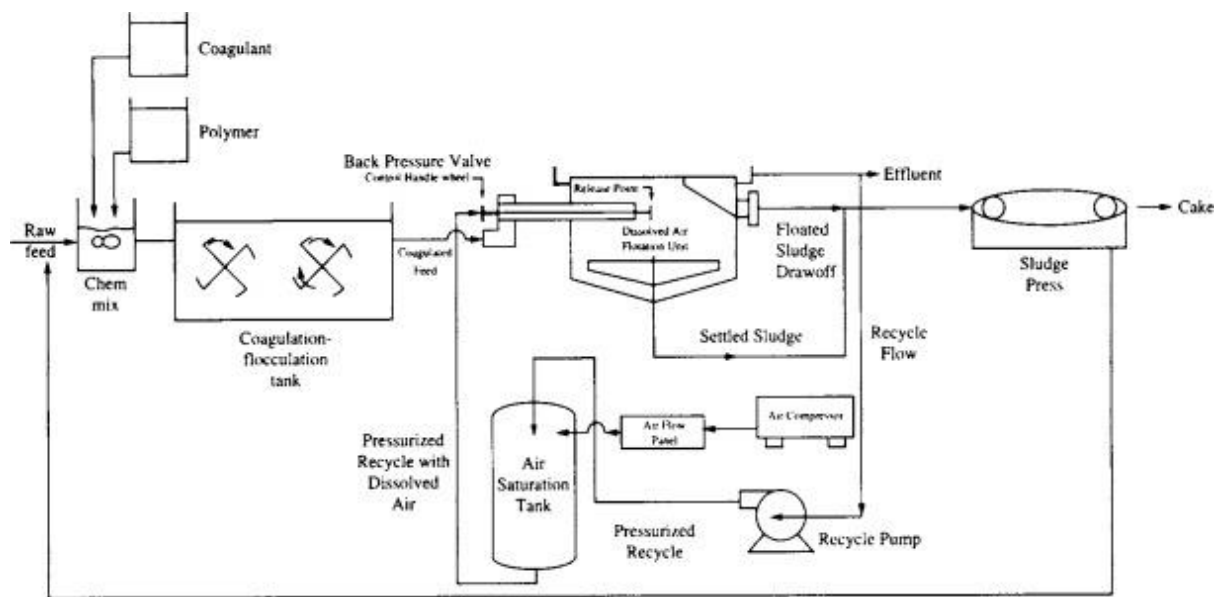 Coagulant
Polymer
Raw
feed
Chem
mix
Coagulation-
flocculation
tank
Back Pressure Valve
Control Handle wheel
Coagulated
Feed
Release Point
Dissolved Air
Flotation Unit
Effluent
Floated
Sludge
Drawoff
Settled Sludge
Recycle
Flow
Sludge
Press
Cake
Pressurized
Recycle with
Dissolved
Air
Air
Saturation
Tank
Air Flow
Panel
Air Compressor
Pressurized
Recycle
Recycle Pump